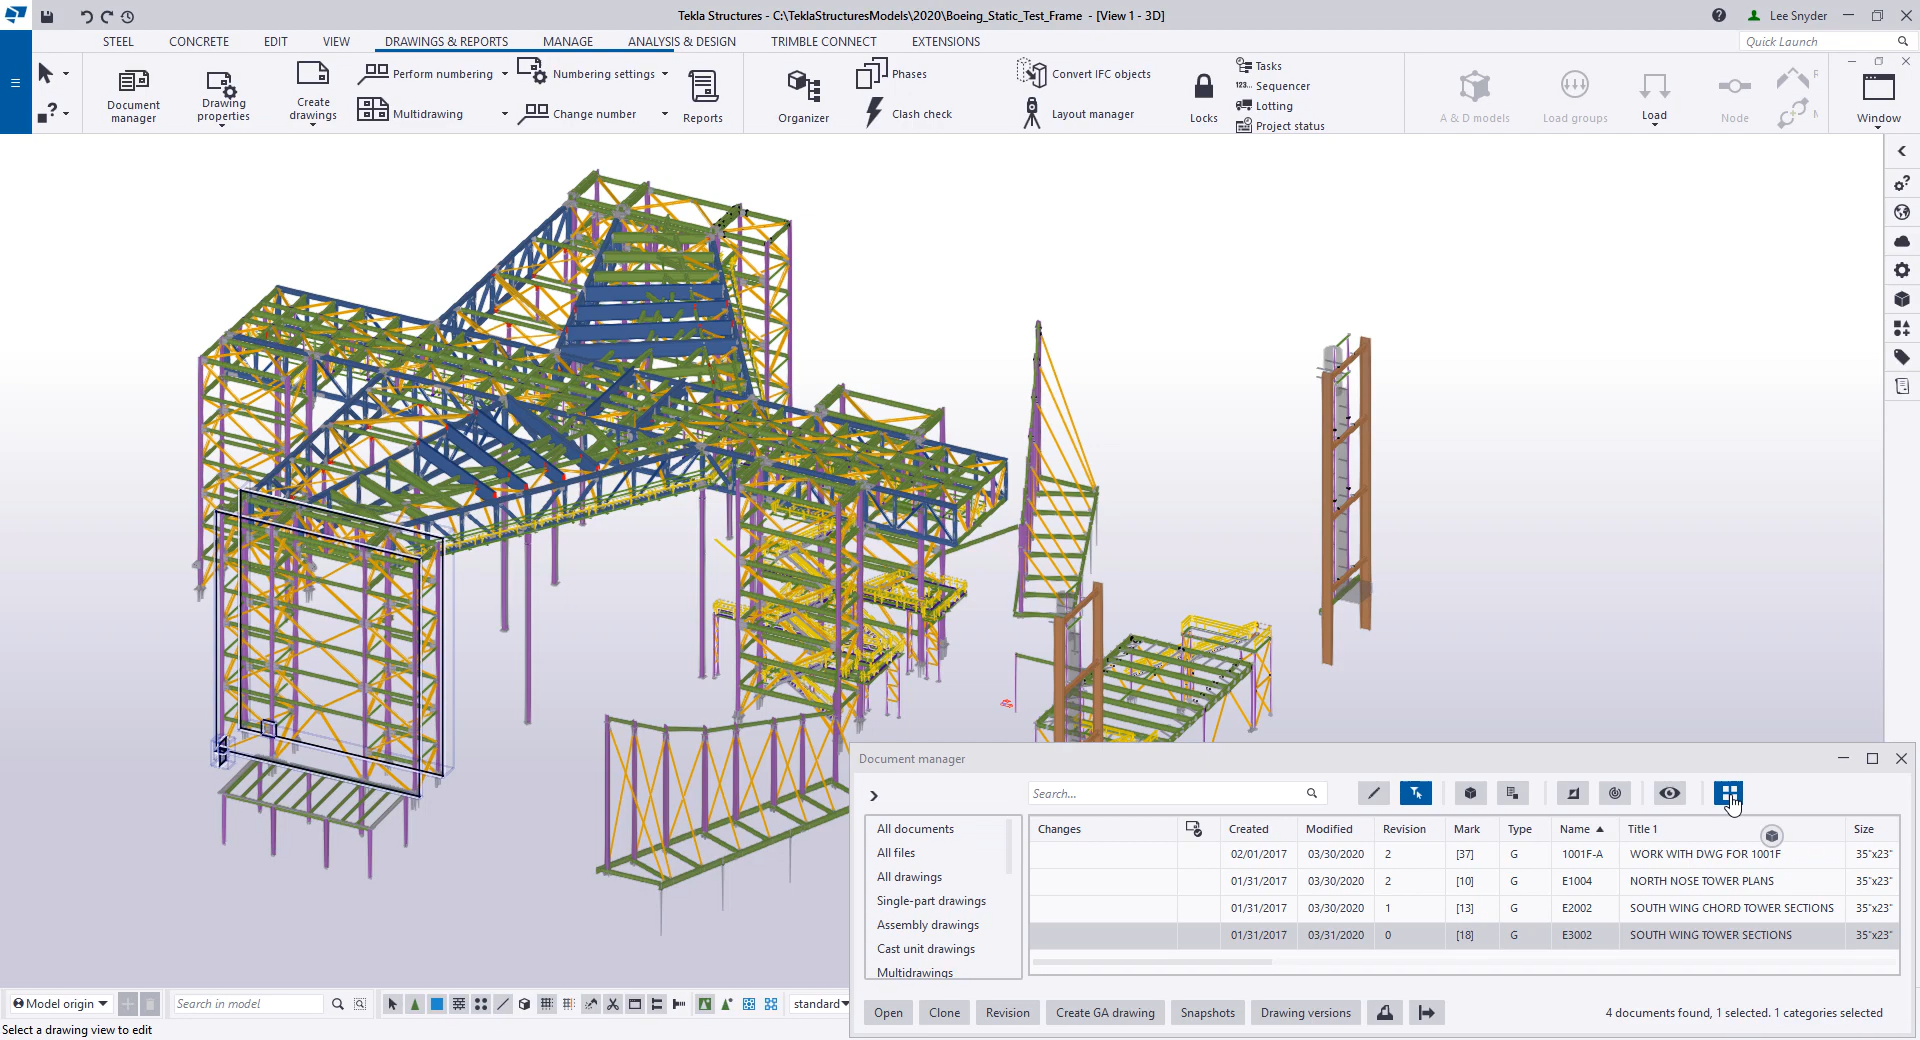 Tekla Structures - C:\TeklaStructuresModels\2020\Boeing_Static_Test_Frame - [View 1 - 3D]
Lee Snyder
STEEL CONCRETE EDIT VIEW DRAWINGS & REPORTS MANAGE ANALYSIS & DESIGN TRIMBLE CONNECT EXTENSIONS
Quick Launch
Document manager
Drawing properties
Create drawings
Perform numbering
Multidrawing
Numbering settings
Change number
Reports
Organizer
Phases
Clash check
Convert IFC objects
Layout manager
Locks
Tasks
123... Sequencer
Lotting
Project status
A & D models
Load groups
Load
Node
Window
Document manager
Search...
All documents
All files
All drawings
Single-part drawings
Assembly drawings
Cast unit drawings
Multidrawings
Changes Created Modified Revision Mark Type Name Title 1 Size
02/01/2017 03/30/2020 2 [37] G 1001F-A WORK WITH DWG FOR 1001F 35"x23"
01/31/2017 03/30/2020 2 [10] G E1004 NORTH NOSE TOWER PLANS 35"x23"
01/31/2017 03/30/2020 1 [13] G E2002 SOUTH WING CHORD TOWER SECTIONS 35"x23"
01/31/2017 03/31/2020 0 [18] G E3002 SOUTH WING TOWER SECTIONS 35"x23"
Open Clone Revision Create GA drawing Snapshots Drawing versions
4 documents found, 1 selected. 1 categories selected
Model origin
Search in model
standard
Select a drawing view to edit